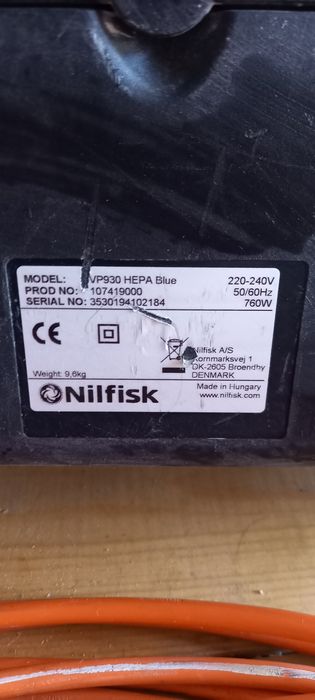 MODEL: VP930 HEPA Blue 220-240V
PROD NO: 107419000 50/60Hz
SERIAL NO: 3530194102184 760W
CE
Nilfisk A/S
Kornmarksvej 1
DK-2605 Broendby
DENMARK
Weight: 9,6kg
Made in Hungary
Nilfisk www.nilfisk.com